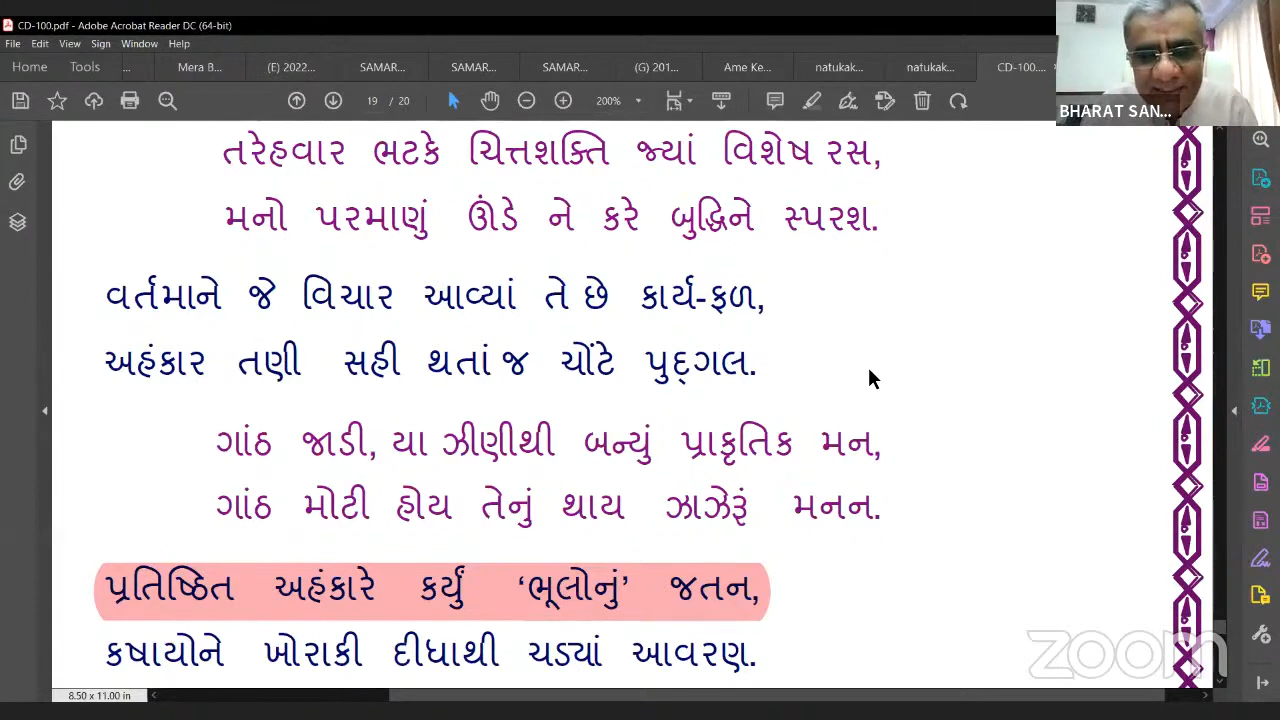 CD-100.pdf - Adobe Acrobat Reader DC (64-bit)
File Edit View Sign Window Help
Home Tools ... Mera B... (E) 2022... SAMAR... SAMAR... SAMAR... (G) 201... Ame Ke... natukak... natukak... CD-100....
19 / 20 200%
BHARAT SAN...
તરેહવાર ભટકે ચિત્તશક્તિ જ્યાં વિશેષ રસ,
મનો પરમાણું ઊંડે ને કરે બુદ્ધિને સ્પરશ.
વર્તમાને જે વિચાર આવ્યાં તે છે કાર્ય-ફળ,
અહંકાર તણી સહી થતાં જ ચોંટે પુદ્‌ગલ.
ગાંઠ જાડી, યા ઝીણીથી બન્યું પ્રાકૃતિક મન,
ગાંઠ મોટી હોય તેનું થાય ઝાઝેરૂં મનન.
પ્રતિષ્ઠિત અહંકારે કર્યું ‘ભૂલોનું’ જતન,
કષાયોને ખોરાકી દીધાથી ચડ્યાં આવરણ.
zoom
8.50 x 11.00 in